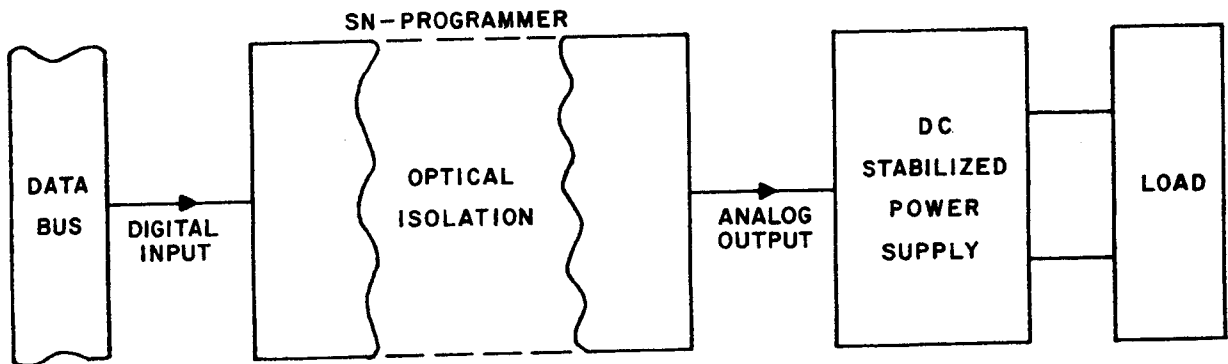 SN-PROGRAMMER
DATA
BUS
DIGITAL
INPUT
OPTICAL
ISOLATION
ANALOG
OUTPUT
DC
STABILIZED
POWER
SUPPLY
LOAD